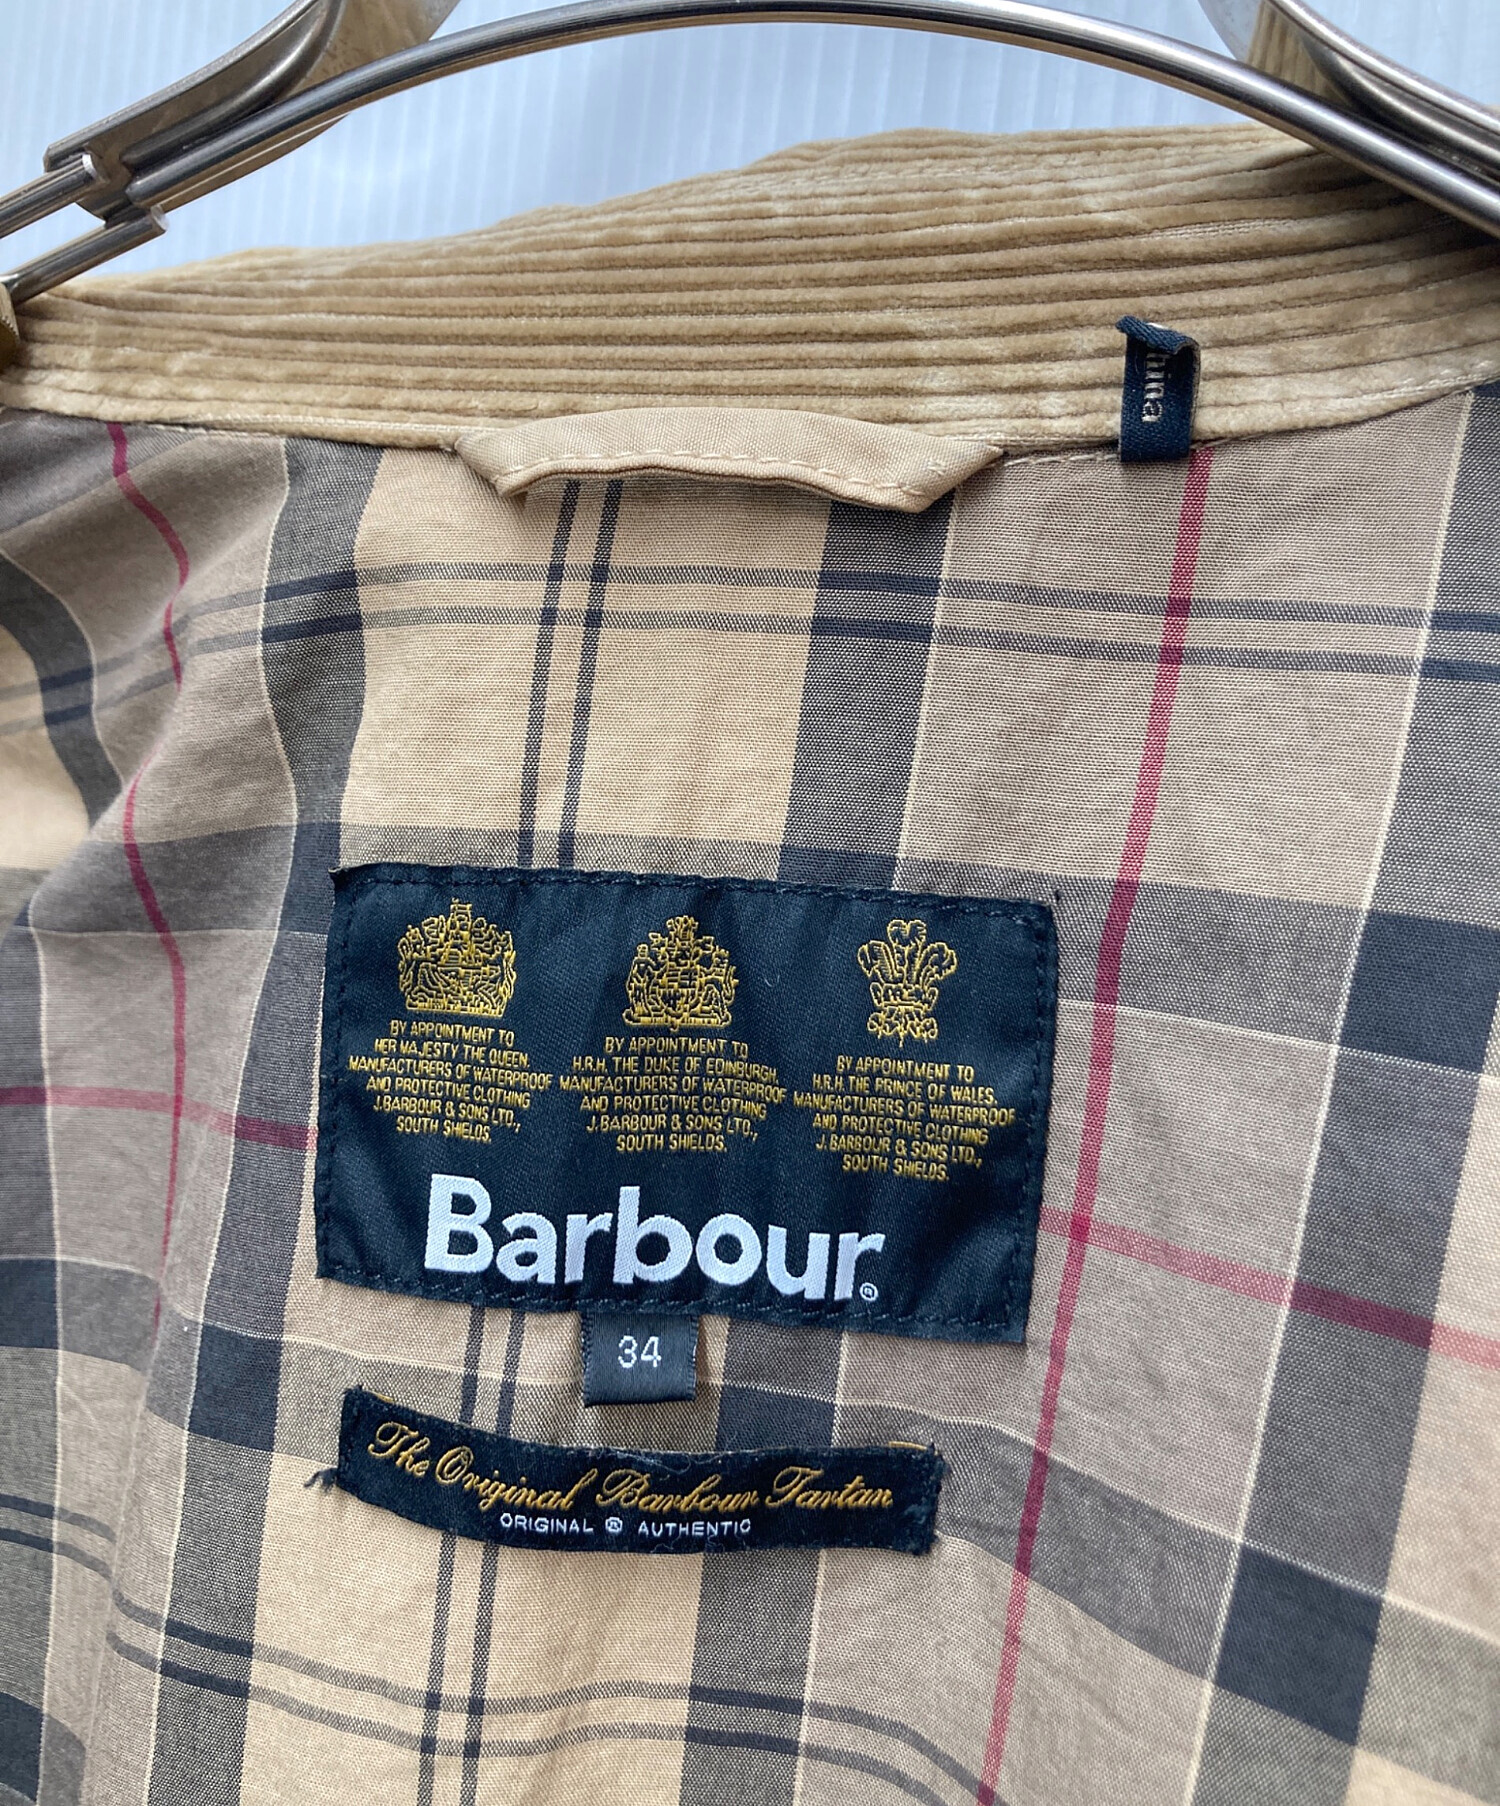 hina
BY APPOINTMENT TO
HER MAJESTY THE QUEEN.
MANUFACTURERS OF WATERPROOF
AND PROTECTIVE CLOTHING
J.BARBOUR & SONS LTD.,
SOUTH SHIELDS.
BY APPOINTMENT TO
H.R.H. THE DUKE OF EDINBURGH.
MANUFACTURERS OF WATERPROOF
AND PROTECTIVE CLOTHING
J.BARBOUR & SONS LTD.,
SOUTH SHIELDS.
BY APPOINTMENT TO
H.R.H. THE PRINCE OF WALES.
MANUFACTURERS OF WATERPROOF
AND PROTECTIVE CLOTHING
J.BARBOUR & SONS LTD.,
SOUTH SHIELDS.
Barbour®
34
The Original Barbour Tartan
ORIGINAL ® AUTHENTIC